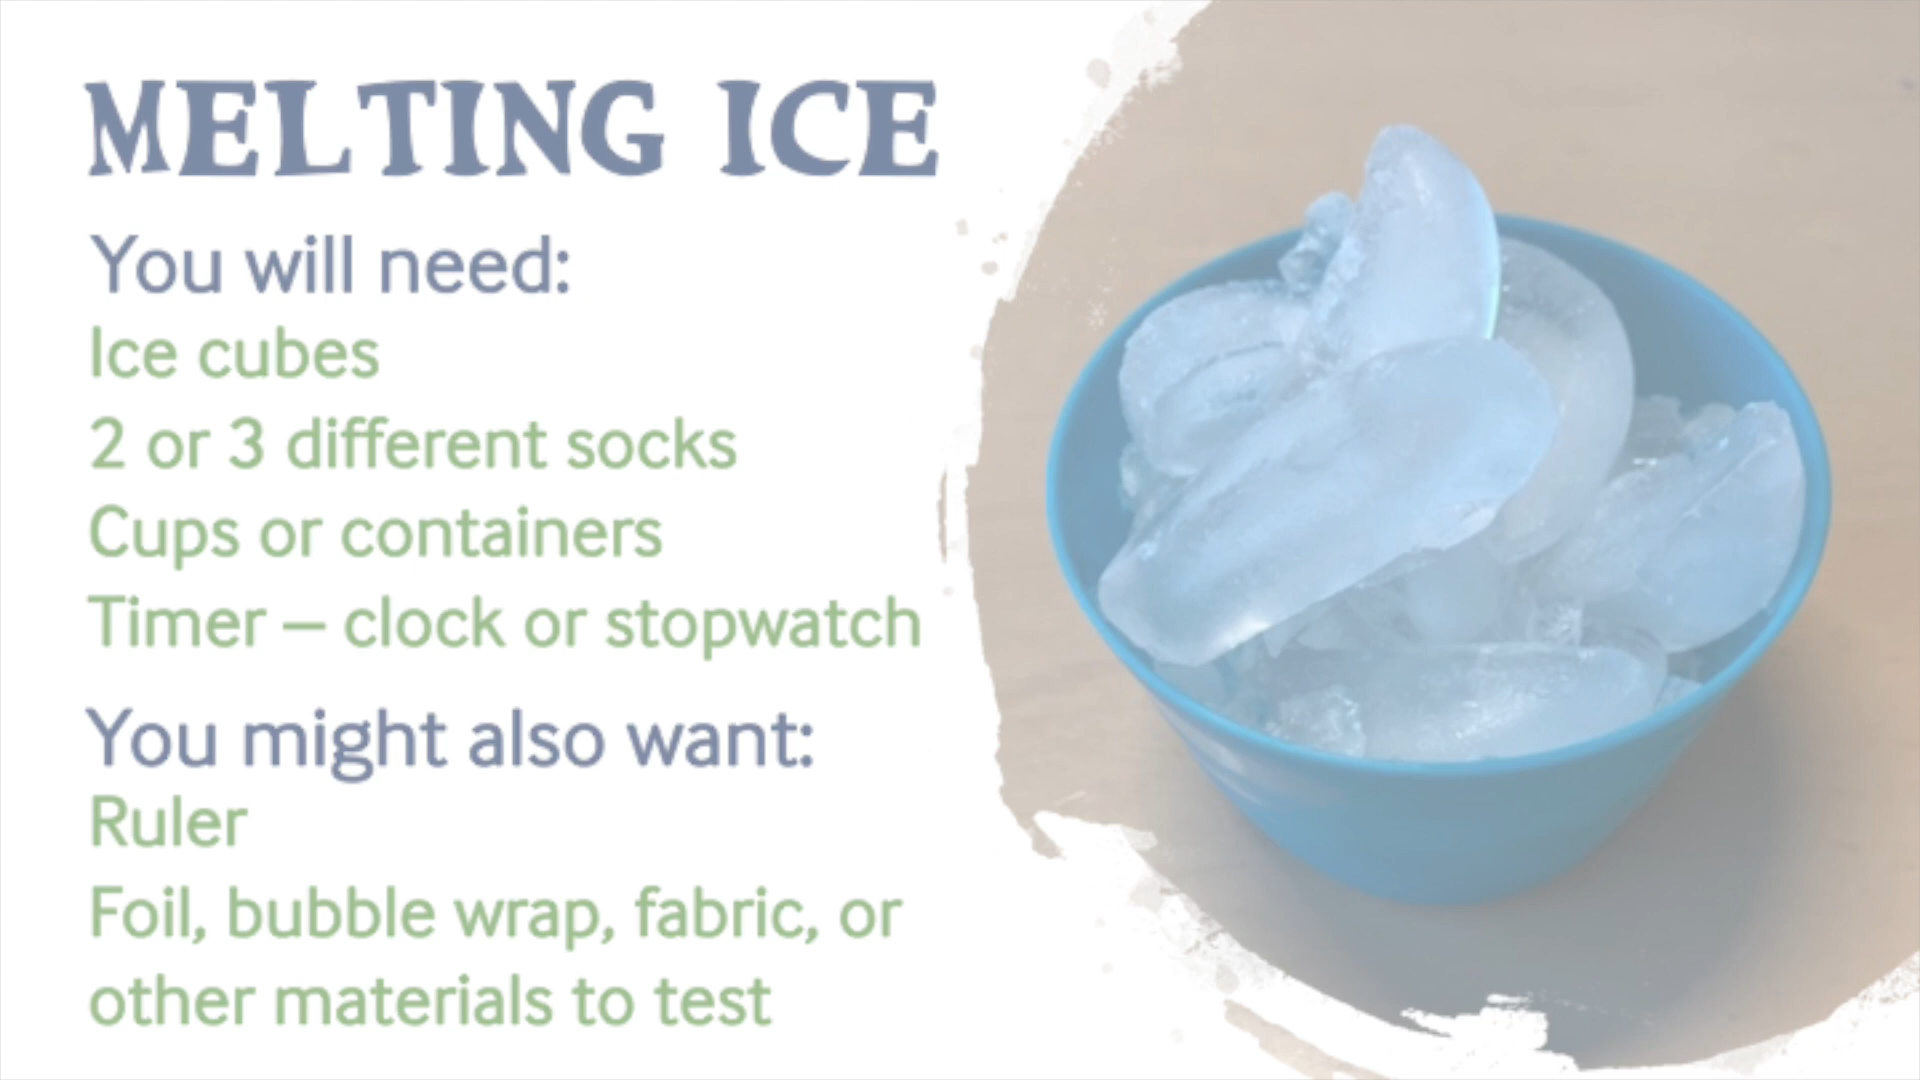 MELTING ICE
You will need:
Ice cubes
2 or 3 different socks
Cups or containers
Timer – clock or stopwatch
You might also want:
Ruler
Foil, bubble wrap, fabric, or
other materials to test